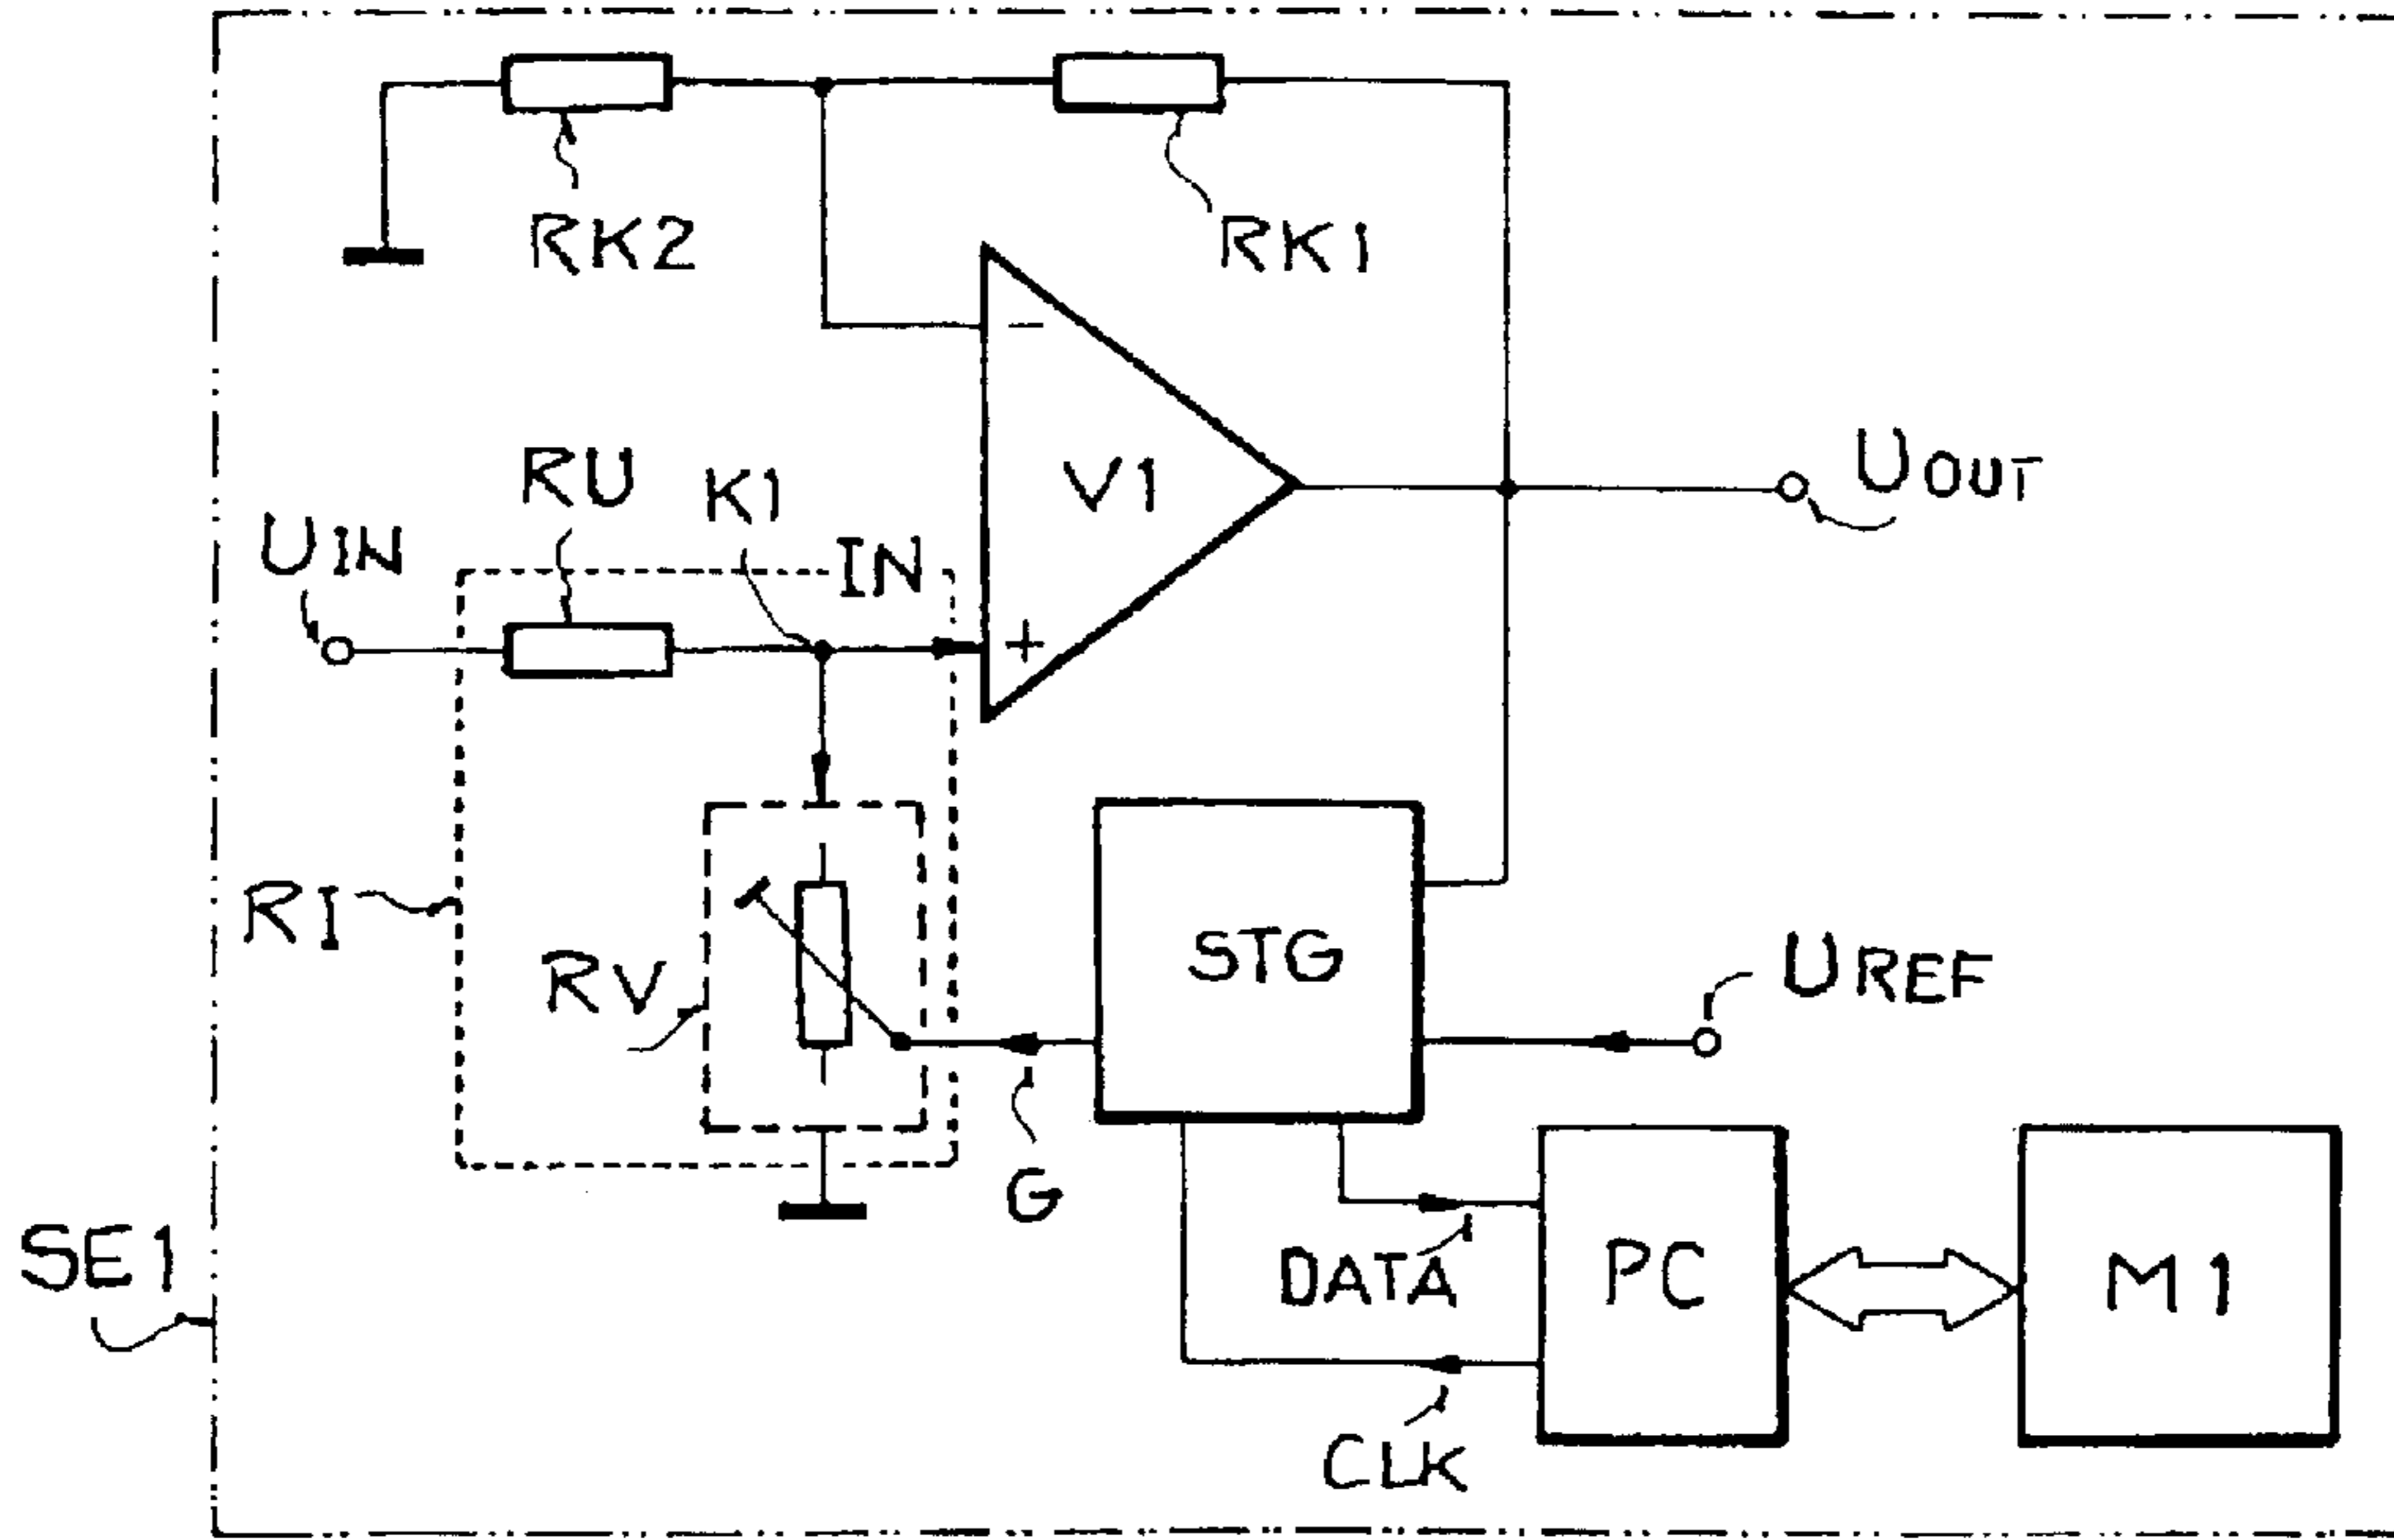 RK2
RK1
−
V1
UOUT
RU
K1
UIN
IN
+
RI
RV
STG
UREF
G
SE1
DATA
PC
M1
CLK